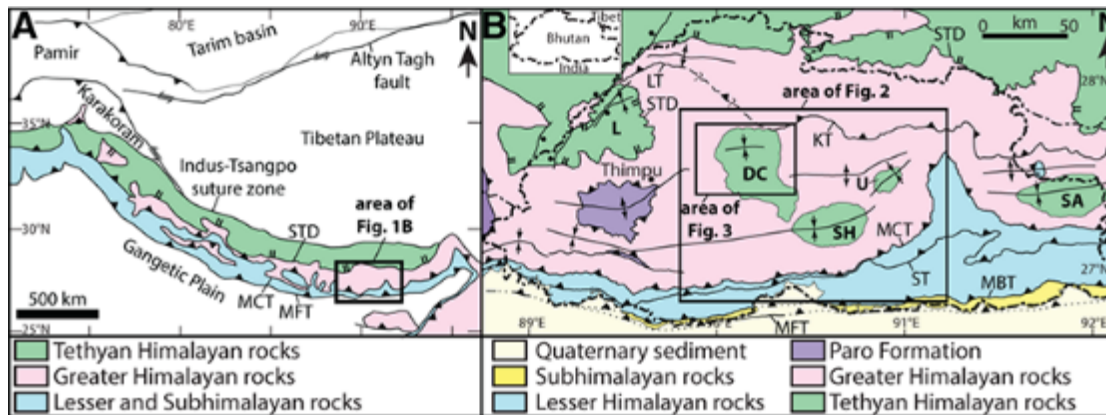 A
80°E
90°E
N
Pamir
Tarim basin
Altyn Tagh
fault
Karakoram
35°N
Tibetan Plateau
Indus-Tsangpo
suture zone
area of
Fig. 1B
30°N
STD
Gangetic Plain
MCT
MFT
500 km
25°N
Tethyan Himalayan rocks
Greater Himalayan rocks
Lesser and Subhimalayan rocks
B
Tibet
Bhutan
India
0 km 50
N
STD
LT
STD
28°N
area of Fig. 2
L
KT
Thimpu
DC
U
area of
Fig. 3
SH
MCT
SA
ST
27°N
MBT
MFT
89°E
91°E
92°E
Quaternary sediment
Subhimalayan rocks
Lesser Himalayan rocks
Paro Formation
Greater Himalayan rocks
Tethyan Himalayan rocks